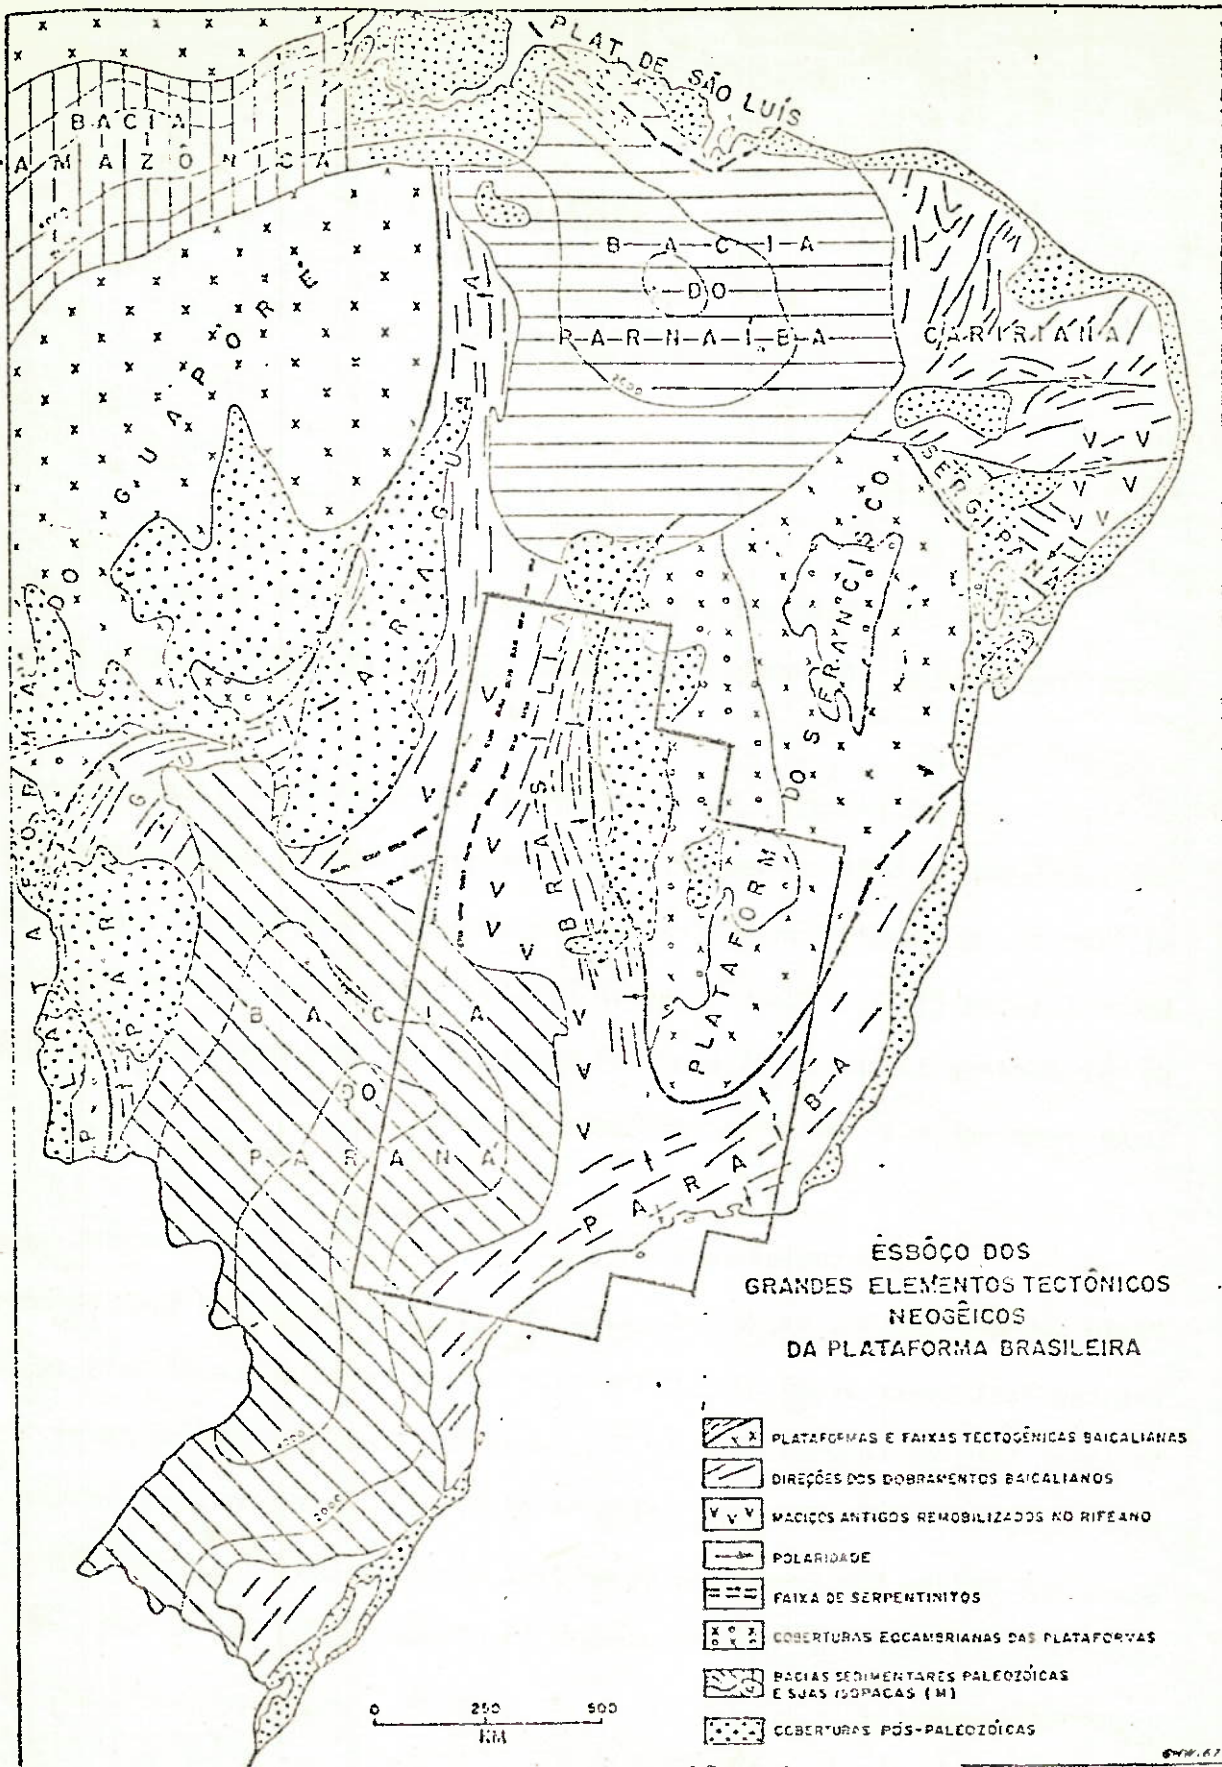 PLAT DE SÃO LUÍS
BACIA
AMAZÔNICA
BACIA
DO
PARNAÍBA
2500
CARIRIANA
SERGIPANA
PLATAFORMA DO GUAPORÉ
PARAGUAI ARAGUAIA
BRASÍLIA
PLATAFORMA DO S FRANCISCO
BACIA
DO
PARANÁ
PARAÍBA
2000
ESBÔÇO DOS
GRANDES ELEMENTOS TECTÔNICOS
NEOGÊICOS
DA PLATAFORMA BRASILEIRA
PLATAFORMAS E FAIXAS TECTOGÊNICAS BAICALIANAS
DIREÇÕES DOS DOBRAMENTOS BAICALIANOS
MACIÇOS ANTIGOS REMOBILIZADOS NO RIFEANO
POLARIDADE
FAIXA DE SERPENTINITOS
COBERTURAS EOCAMBRIANAS DAS PLATAFORMAS
BACIAS SEDIMENTARES PALEOZÓICAS
E SUAS ISOPACAS (M)
COBERTURAS PÓS-PALEOZÓICAS
0 250 500
KM